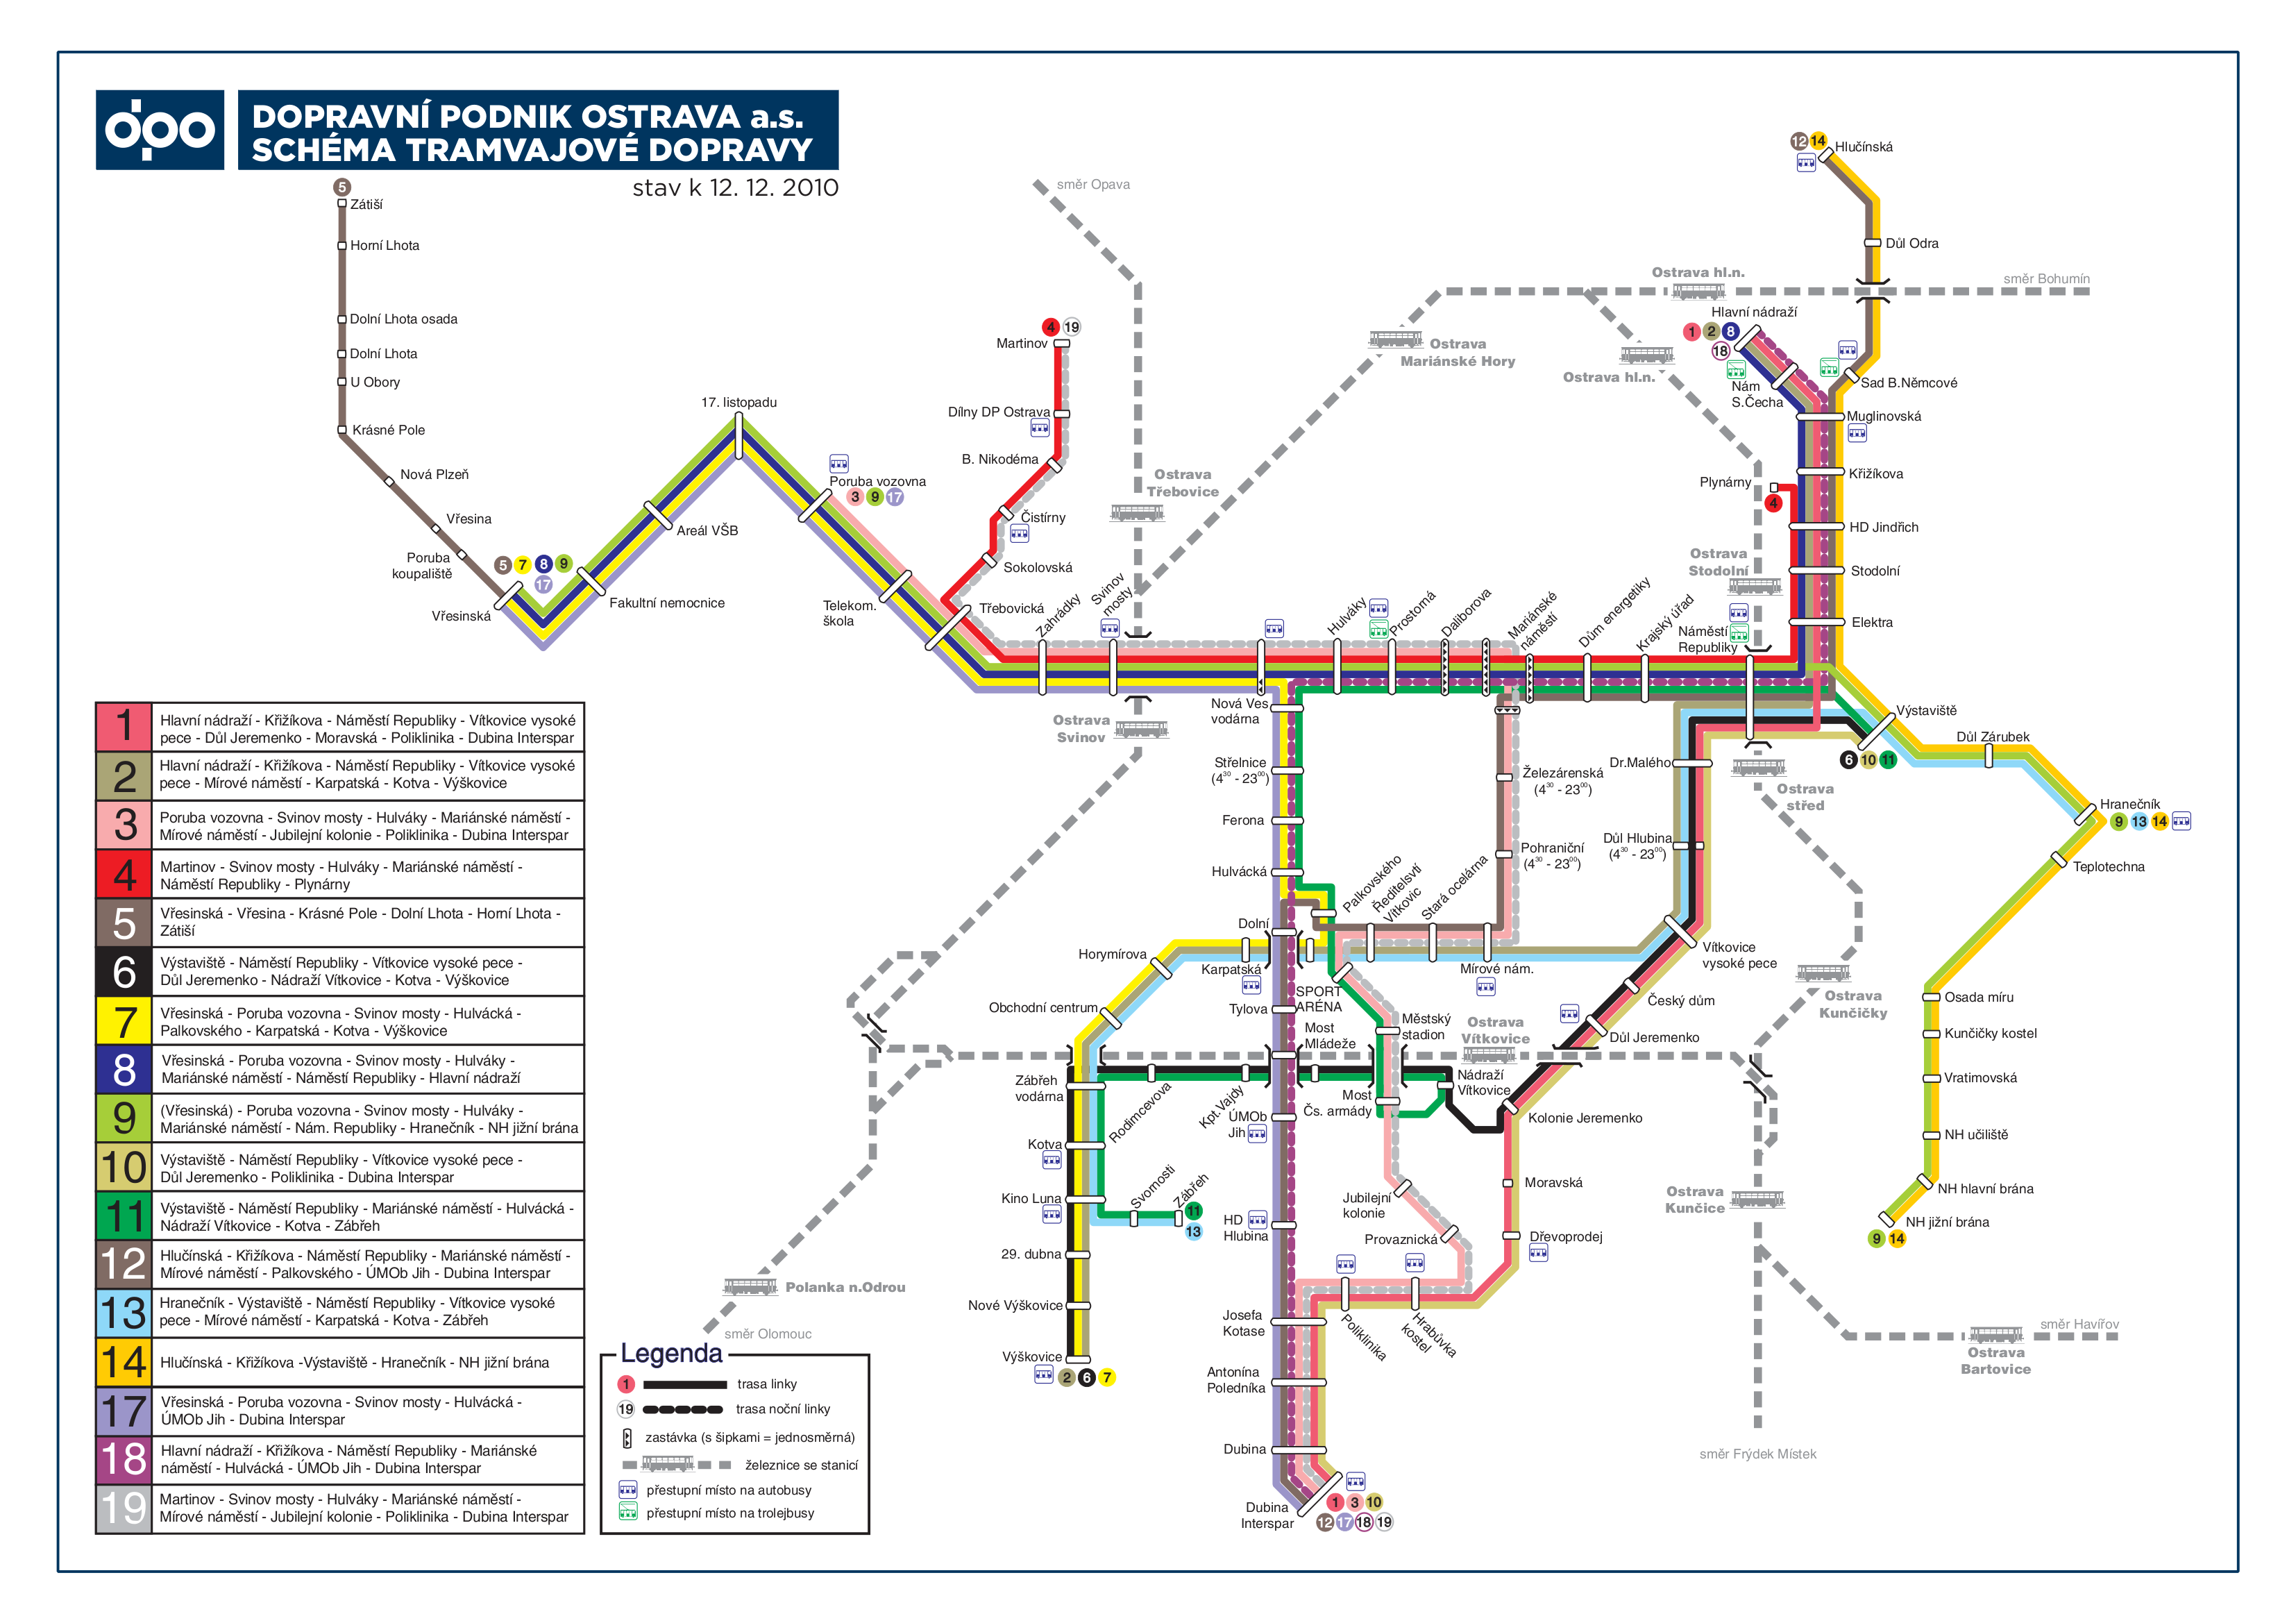 dpo
DOPRAVNÍ PODNIK OSTRAVA a.s.
SCHÉMA TRAMVAJOVÉ DOPRAVY
stav k 12. 12. 2010
5
Zátiší
Horní Lhota
Dolní Lhota osada
Dolní Lhota
U Obory
Krásné Pole
Nová Plzeň
Vřesina
Poruba
koupaliště
5 7 8 9
17
Vřesinská
Fakultní nemocnice
Areál VŠB
17. listopadu
Poruba vozovna
3 9 17
Telekom.
škola
Třebovická
4 19
Martinov
Dílny DP Ostrava
B. Nikodéma
Čistírny
Sokolovská
směr Opava
Ostrava
Třebovice
Zahrádky
Svinov
mosty
Ostrava
Svinov
Ostrava
Mariánské Hory
Ostrava hl.n.
směr Bohumín
Ostrava hl.n.
Hlavní nádraží
1 2 8
18
Nám
S.Čecha
12 14
Hlučínská
Důl Odra
Sad B.Němcové
Muglinovská
Křižíkova
Plynárny
4
HD Jindřich
Ostrava
Stodolní
Stodolní
Elektra
Náměstí
Republiky
Hulváky
Prostorná
Daliborova
Mariánské
náměstí
Dům energetiky
Krajský úřad
Nová Ves
vodárna
Střelnice
(4³⁰ - 23⁰⁰)
Ferona
Hulvácká
Železárenská
(4³⁰ - 23⁰⁰)
Pohraniční
(4³⁰ - 23⁰⁰)
Dr.Malého
Důl Hlubina
(4³⁰ - 23⁰⁰)
Ostrava
střed
Výstaviště
6 10 11
Důl Zárubek
Hranečník
9 13 14
Teplotechna
Osada míru
Kunčičky kostel
Vratimovská
NH učiliště
NH hlavní brána
NH jižní brána
9 14
Palkovského
Ředitelsvtí
Vítkovic
Stará ocelárna
Mírové nám.
Dolní
Karpatská
Horymírova
Obchodní centrum
Tylova
SPORT
ARÉNA
Most
Mládeže
Městský
stadion
Ostrava
Vítkovice
Nádraží
Vítkovice
Most
Čs. armády
Vítkovice
vysoké pece
Český dům
Důl Jeremenko
Kolonie Jeremenko
Moravská
Dřevoprodej
Ostrava
Kunčičky
Ostrava
Kunčice
Ostrava
Bartovice
směr Havířov
směr Frýdek Místek
Zábřeh
vodárna
Rodimcevova
Kpt.Vajdy
ÚMOb
Jih
Kotva
Kino Luna
Svornosti
Zábřeh
11
13
29. dubna
Nové Výškovice
Výškovice
2 6 7
HD
Hlubina
Jubilejní
kolonie
Provaznická
Poliklinika
Hrabůvka
kostel
Josefa
Kotase
Antonína
Poledníka
Dubina
Dubina
Interspar
1 3 10
12 17 18 19
Polanka n.Odrou
směr Olomouc
1
Hlavní nádraží - Křižíkova - Náměstí Republiky - Vítkovice vysoké
pece - Důl Jeremenko - Moravská - Poliklinika - Dubina Interspar
2
Hlavní nádraží - Křižíkova - Náměstí Republiky - Vítkovice vysoké
pece - Mírové náměstí - Karpatská - Kotva - Výškovice
3
Poruba vozovna - Svinov mosty - Hulváky - Mariánské náměstí -
Mírové náměstí - Jubilejní kolonie - Poliklinika - Dubina Interspar
4
Martinov - Svinov mosty - Hulváky - Mariánské náměstí -
Náměstí Republiky - Plynárny
5
Vřesinská - Vřesina - Krásné Pole - Dolní Lhota - Horní Lhota -
Zátiší
6
Výstaviště - Náměstí Republiky - Vítkovice vysoké pece -
Důl Jeremenko - Nádraží Vítkovice - Kotva - Výškovice
7
Vřesinská - Poruba vozovna - Svinov mosty - Hulvácká -
Palkovského - Karpatská - Kotva - Výškovice
8
Vřesinská - Poruba vozovna - Svinov mosty - Hulváky -
Mariánské náměstí - Náměstí Republiky - Hlavní nádraží
9
(Vřesinská) - Poruba vozovna - Svinov mosty - Hulváky -
Mariánské náměstí - Nám. Republiky - Hranečník - NH jižní brána
10
Výstaviště - Náměstí Republiky - Vítkovice vysoké pece -
Důl Jeremenko - Poliklinika - Dubina Interspar
11
Výstaviště - Náměstí Republiky - Mariánské náměstí - Hulvácká -
Nádraží Vítkovice - Kotva - Zábřeh
12
Hlučínská - Křižíkova - Náměstí Republiky - Mariánské náměstí -
Mírové náměstí - Palkovského - ÚMOb Jih - Dubina Interspar
13
Hranečník - Výstaviště - Náměstí Republiky - Vítkovice vysoké
pece - Mírové náměstí - Karpatská - Kotva - Zábřeh
14
Hlučínská - Křižíkova -Výstaviště - Hranečník - NH jižní brána
17
Vřesinská - Poruba vozovna - Svinov mosty - Hulvácká -
ÚMOb Jih - Dubina Interspar
18
Hlavní nádraží - Křižíkova - Náměstí Republiky - Mariánské
náměstí - Hulvácká - ÚMOb Jih - Dubina Interspar
19
Martinov - Svinov mosty - Hulváky - Mariánské náměstí -
Mírové náměstí - Jubilejní kolonie - Poliklinika - Dubina Interspar
Legenda
1 trasa linky
19 trasa noční linky
zastávka (s šipkami = jednosměrná)
železnice se stanicí
přestupní místo na autobusy
přestupní místo na trolejbusy